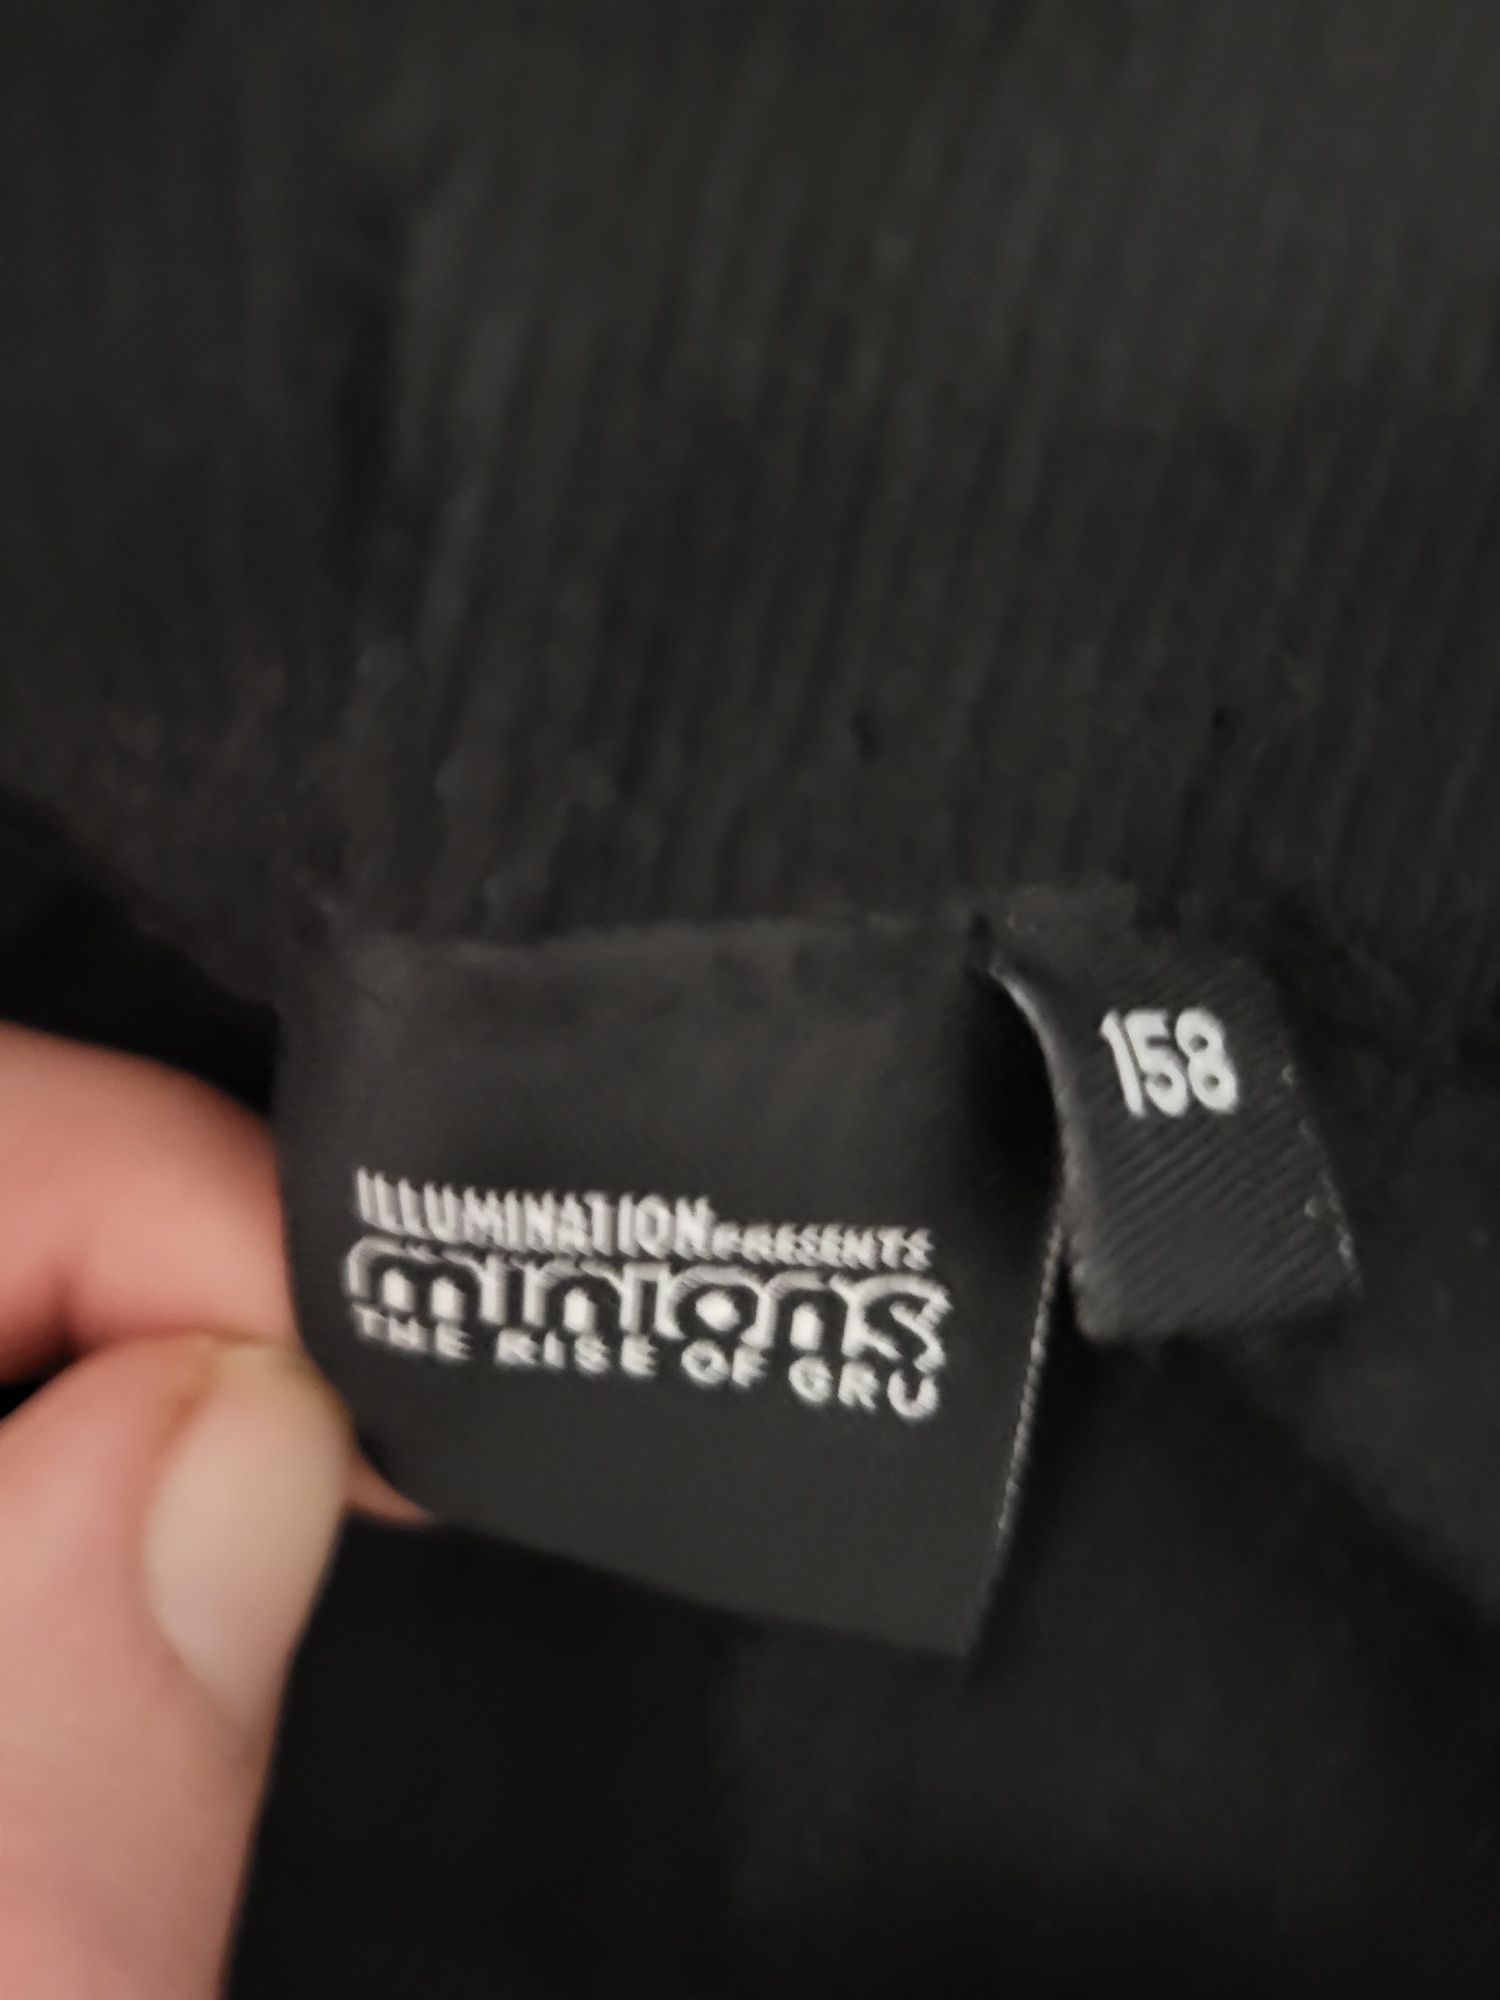 158
ILLUMINATION PRESENTS
minions
THE RISE OF GRU